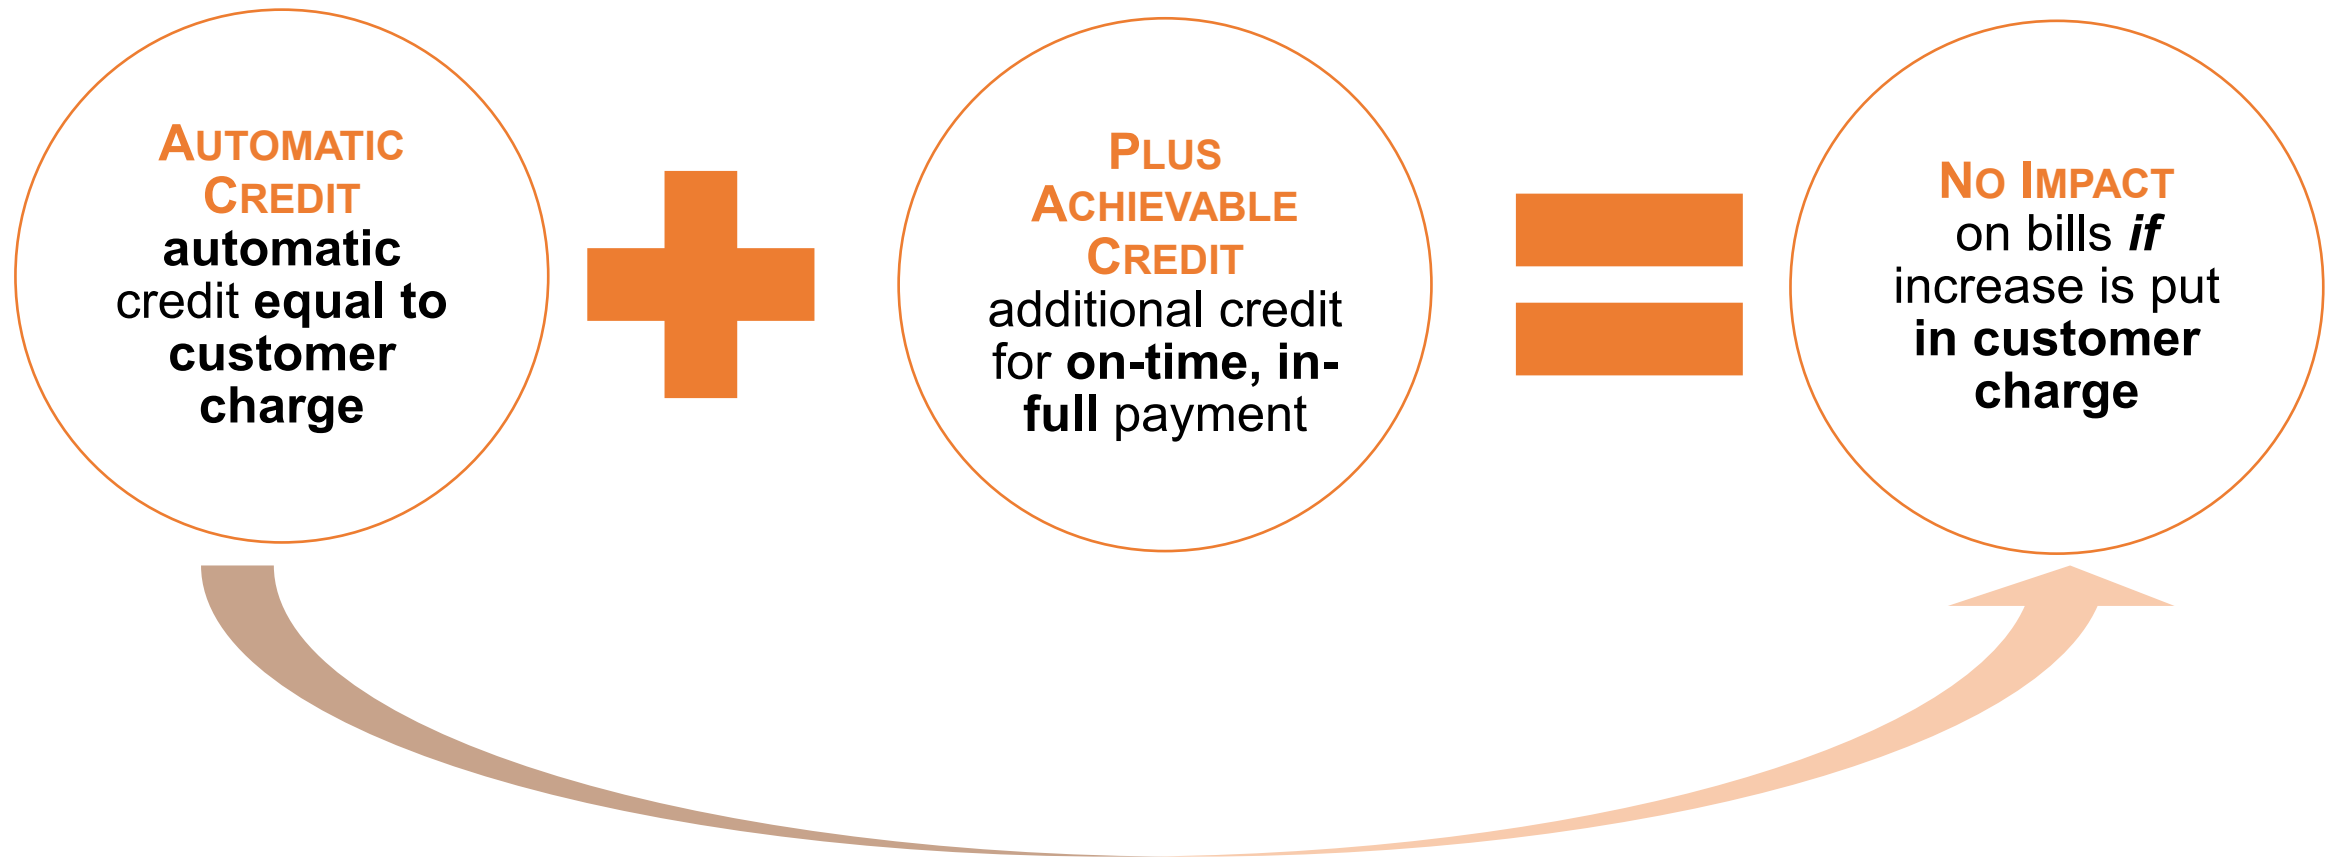 AUTOMATIC
CREDIT
automatic
credit equal to
customer
charge
PLUS
ACHIEVABLE
CREDIT
additional credit
for on-time, in-
full payment
NO IMPACT
on bills if
increase is put
in customer
charge